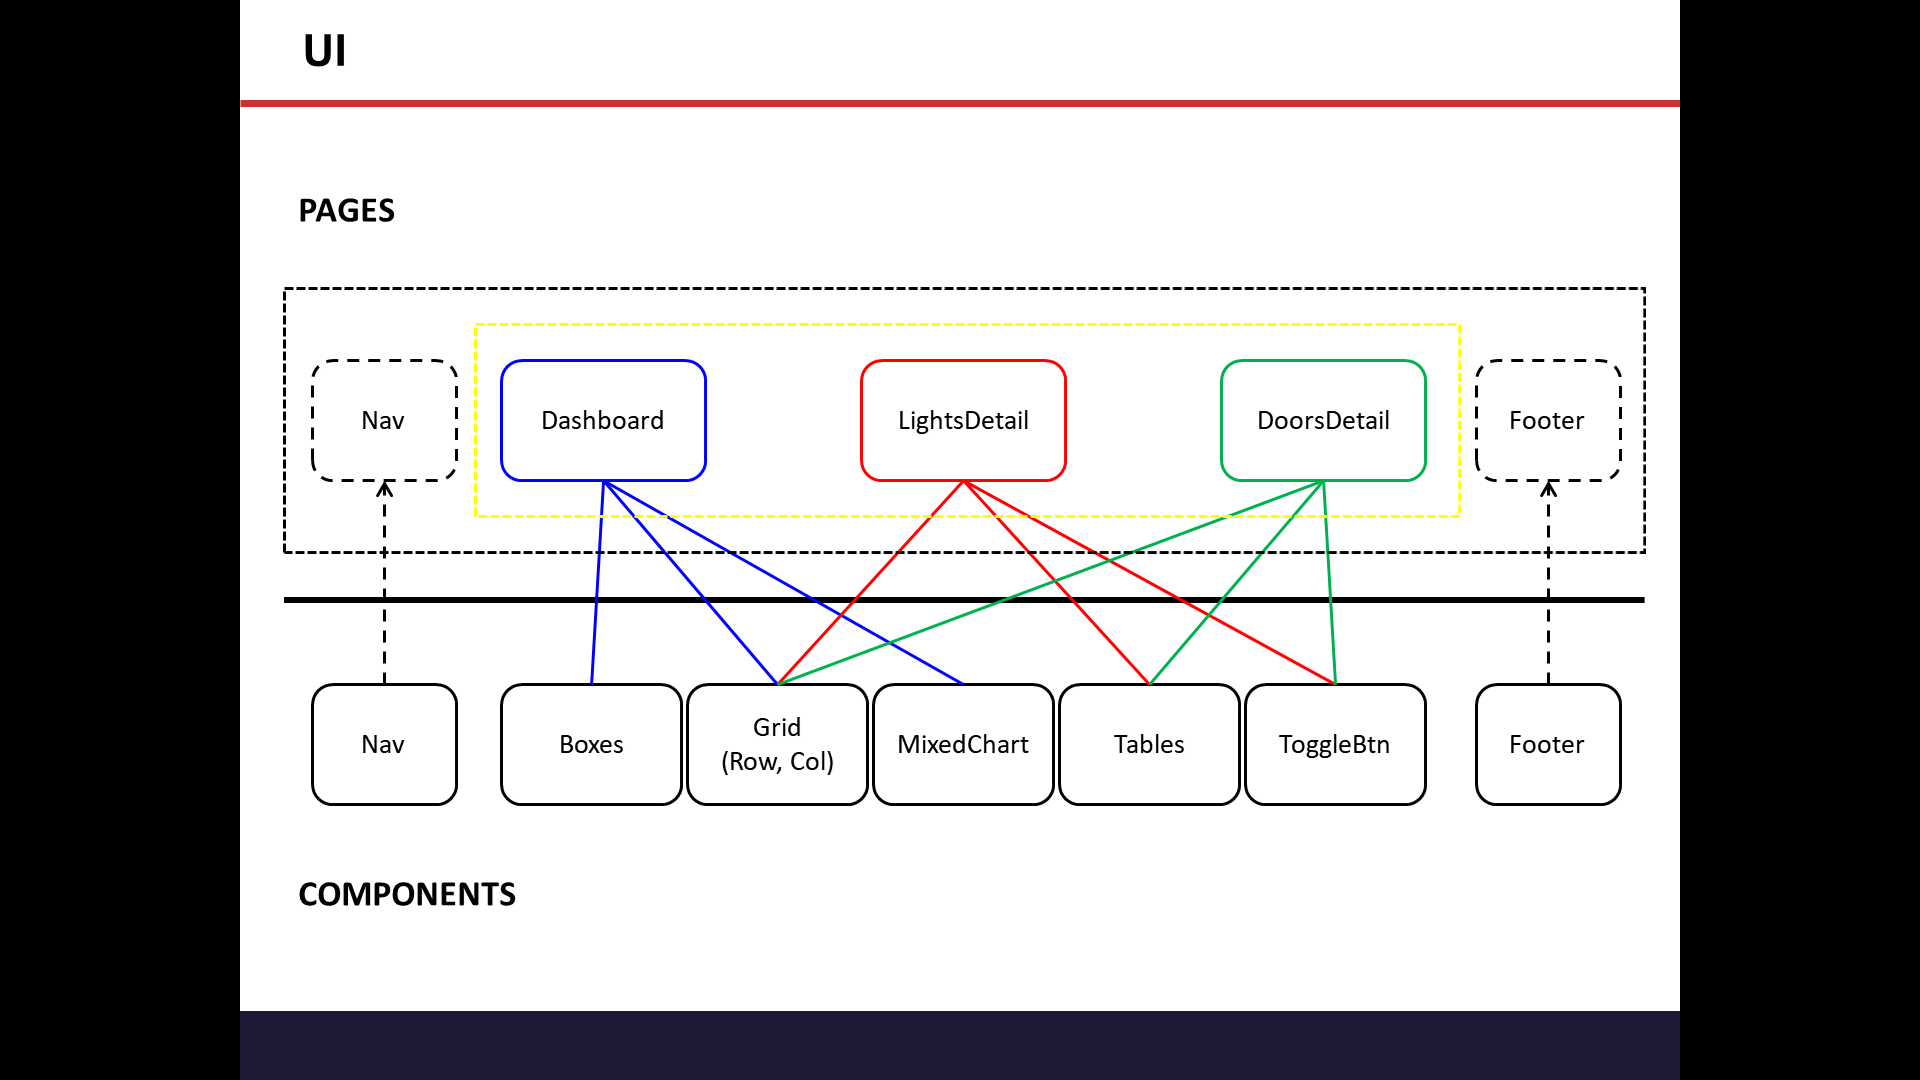 UI
PAGES
Nav
Dashboard
LightsDetail
DoorsDetail
Footer
Nav
Boxes
Grid
(Row, Col)
MixedChart
Tables
ToggleBtn
Footer
COMPONENTS